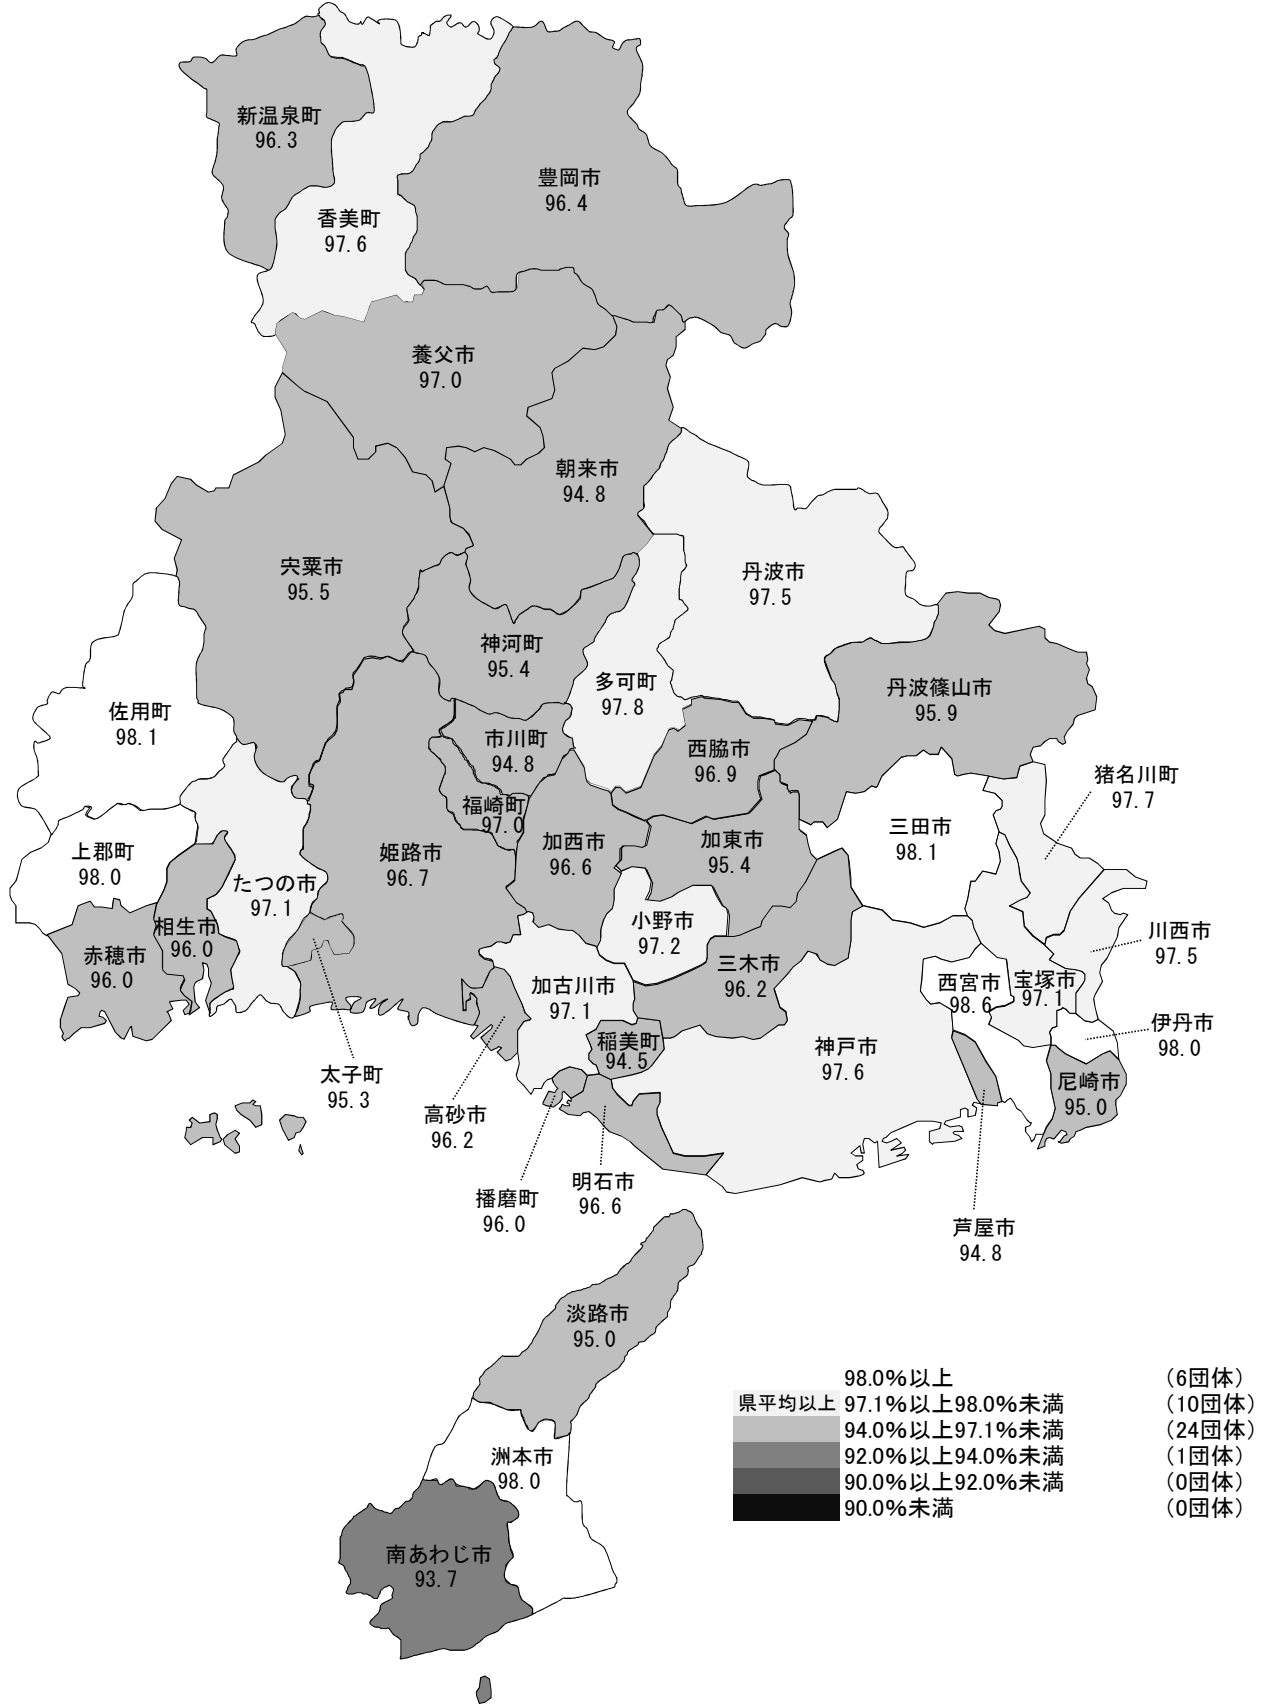 新温泉町
96.3
豊岡市
96.4
香美町
97.6
養父市
97.0
朝来市
94.8
宍粟市
95.5
丹波市
97.5
神河町
95.4
多可町
97.8
丹波篠山市
95.9
佐用町
98.1
市川町
94.8
西脇市
96.9
猪名川町
97.7
福崎町
97.0
加西市
96.6
加東市
95.4
三田市
98.1
上郡町
98.0
姫路市
96.7
たつの市
97.1
相生市
96.0
小野市
97.2
川西市
97.5
赤穂市
96.0
三木市
96.2
加古川市
97.1
西宮市
98.6
宝塚市
97.1
伊丹市
98.0
稲美町
94.5
神戸市
97.6
太子町
95.3
尼崎市
95.0
高砂市
96.2
明石市
96.6
播磨町
96.0
芦屋市
94.8
淡路市
95.0
洲本市
98.0
南あわじ市
93.7
98.0%以上 (6団体)
県平均以上 97.1%以上98.0%未満 (10団体)
94.0%以上97.1%未満 (24団体)
92.0%以上94.0%未満 (1団体)
90.0%以上92.0%未満 (0団体)
90.0%未満 (0団体)